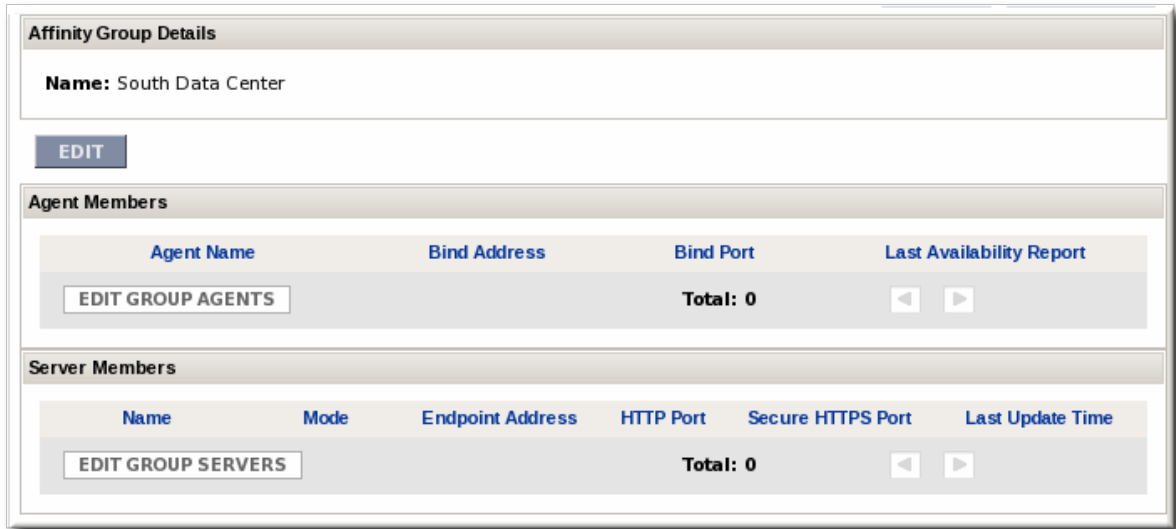 Affinity Group Details
Name: South Data Center
EDIT
Agent Members
Agent Name Bind Address Bind Port Last Availability Report
EDIT GROUP AGENTS Total: 0
Server Members
Name Mode Endpoint Address HTTP Port Secure HTTPS Port Last Update Time
EDIT GROUP SERVERS Total: 0